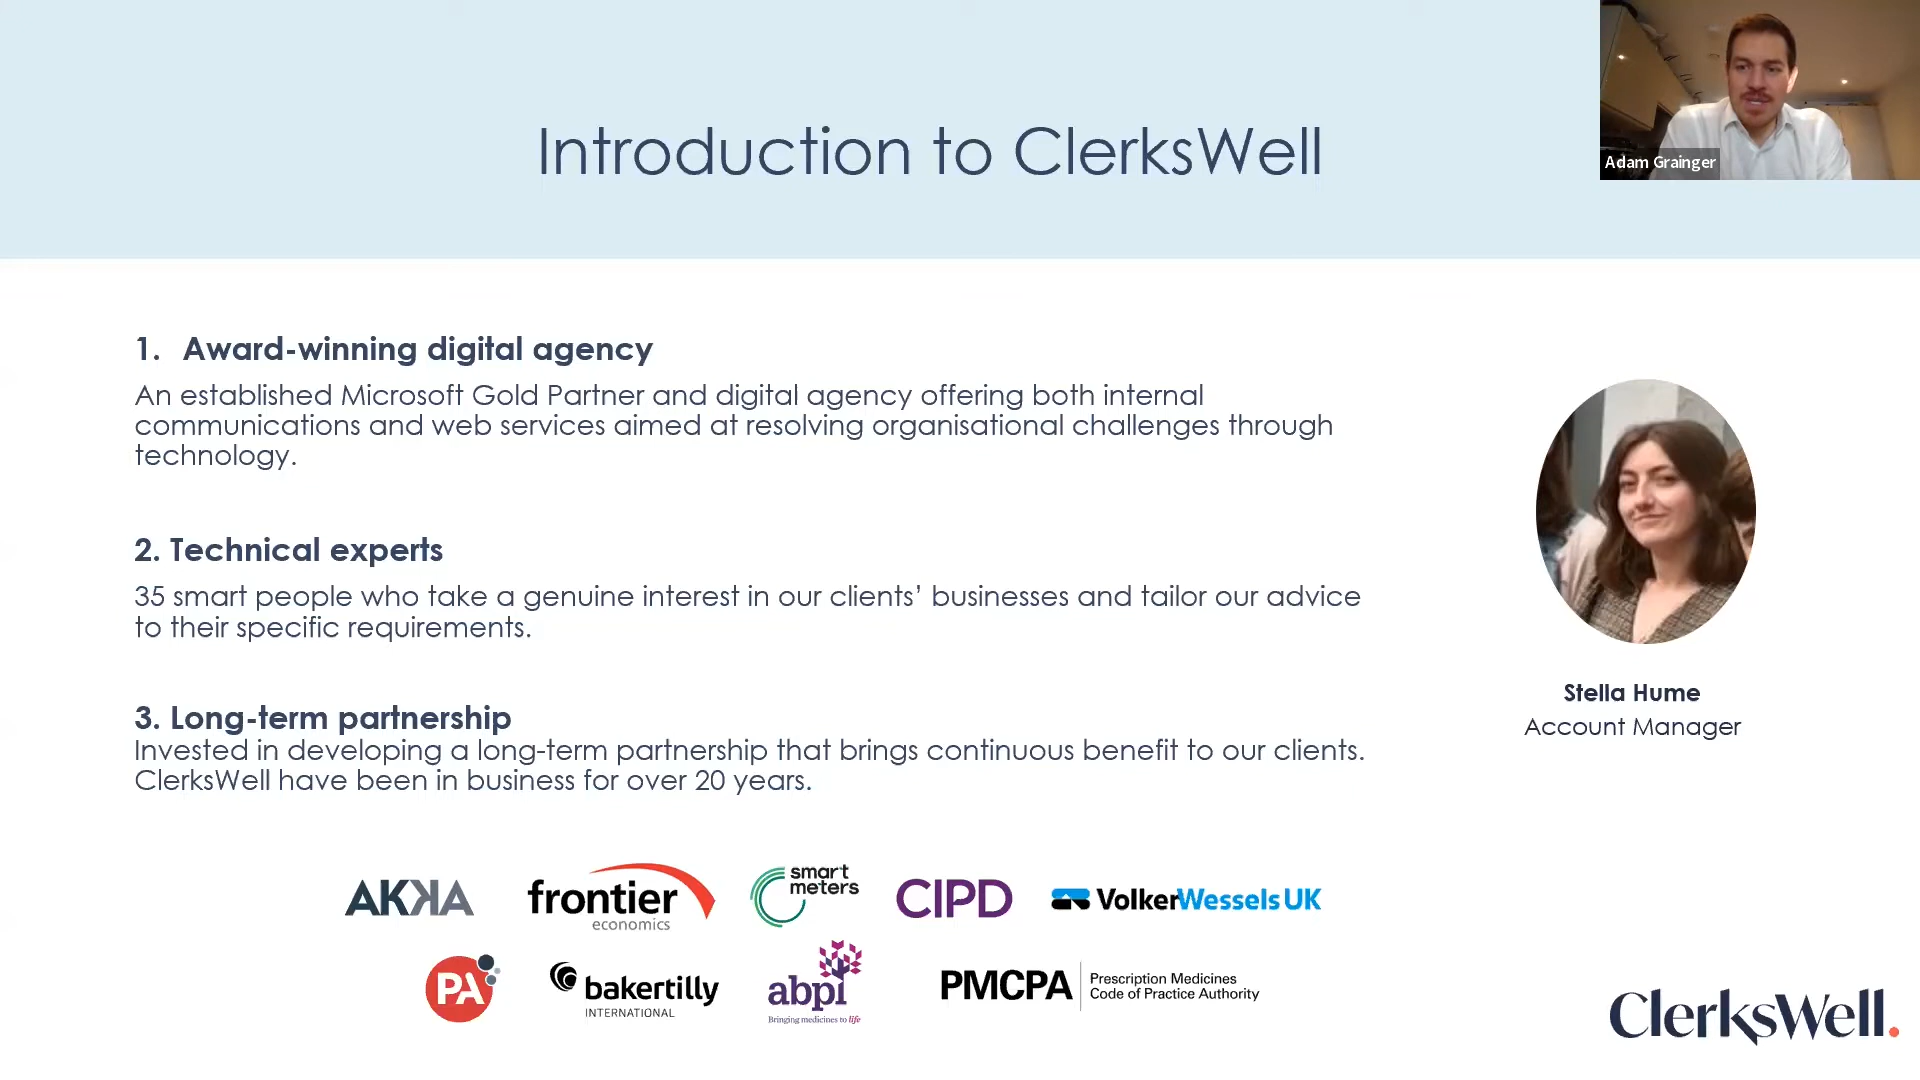 Introduction to ClerksWell
Adam Grainger
1. Award-winning digital agency
An established Microsoft Gold Partner and digital agency offering both internal
communications and web services aimed at resolving organisational challenges through
technology.
2. Technical experts
35 smart people who take a genuine interest in our clients’ businesses and tailor our advice
to their specific requirements.
3. Long-term partnership
Invested in developing a long-term partnership that brings continuous benefit to our clients.
ClerksWell have been in business for over 20 years.
Stella Hume
Account Manager
AKKA
frontier
economics
smart
meters
CIPD
VolkerWessels UK
PA
bakertilly
INTERNATIONAL
abpi
Bringing medicines to life
PMCPA
Prescription Medicines
Code of Practice Authority
ClerksWell.